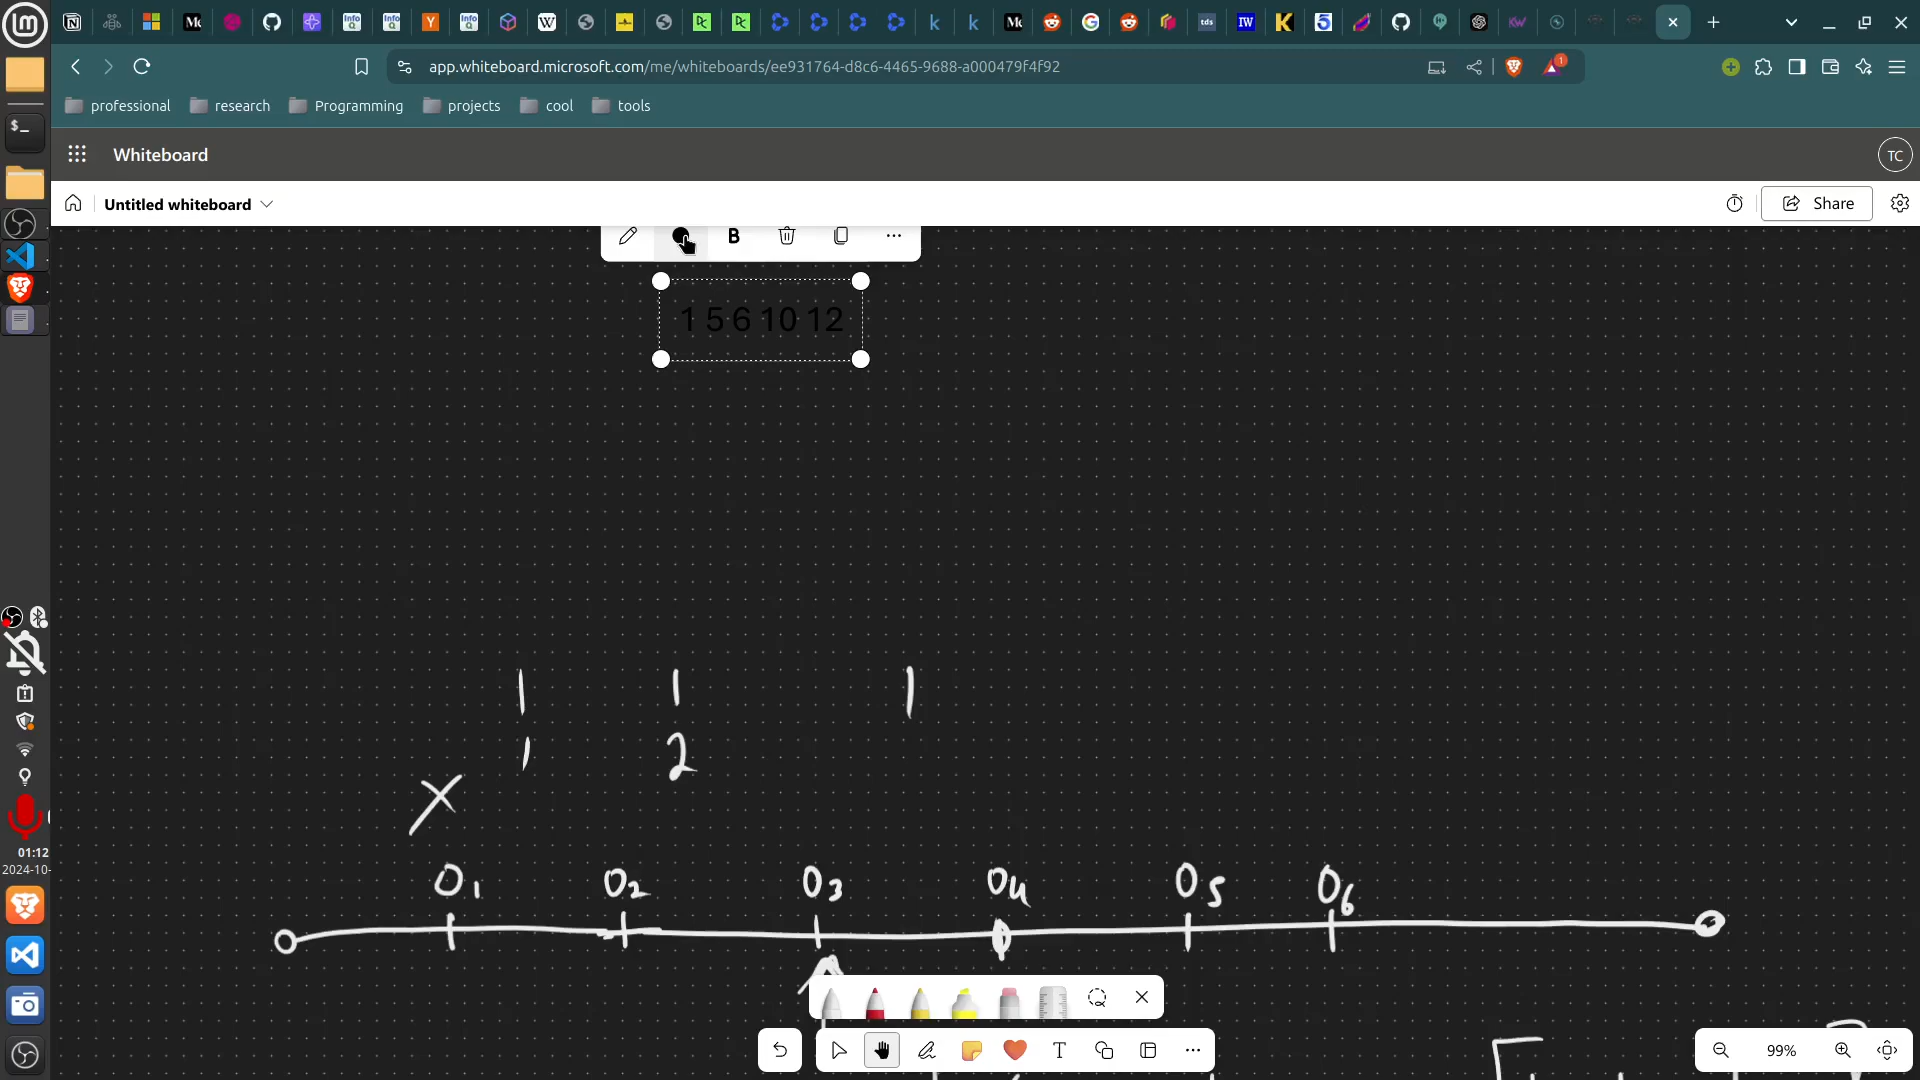 app.whiteboard.microsoft.com/me/whiteboards/ee931764-d8c6-4465-9688-a000479f4f92
professional research Programming projects cool tools
Whiteboard
TC
Untitled whiteboard
Share
B
1 5 6 10 12
1 1 1
1 2
X
O1 O2 O3 O4 O5 O6
01:12
2024-10-
99%